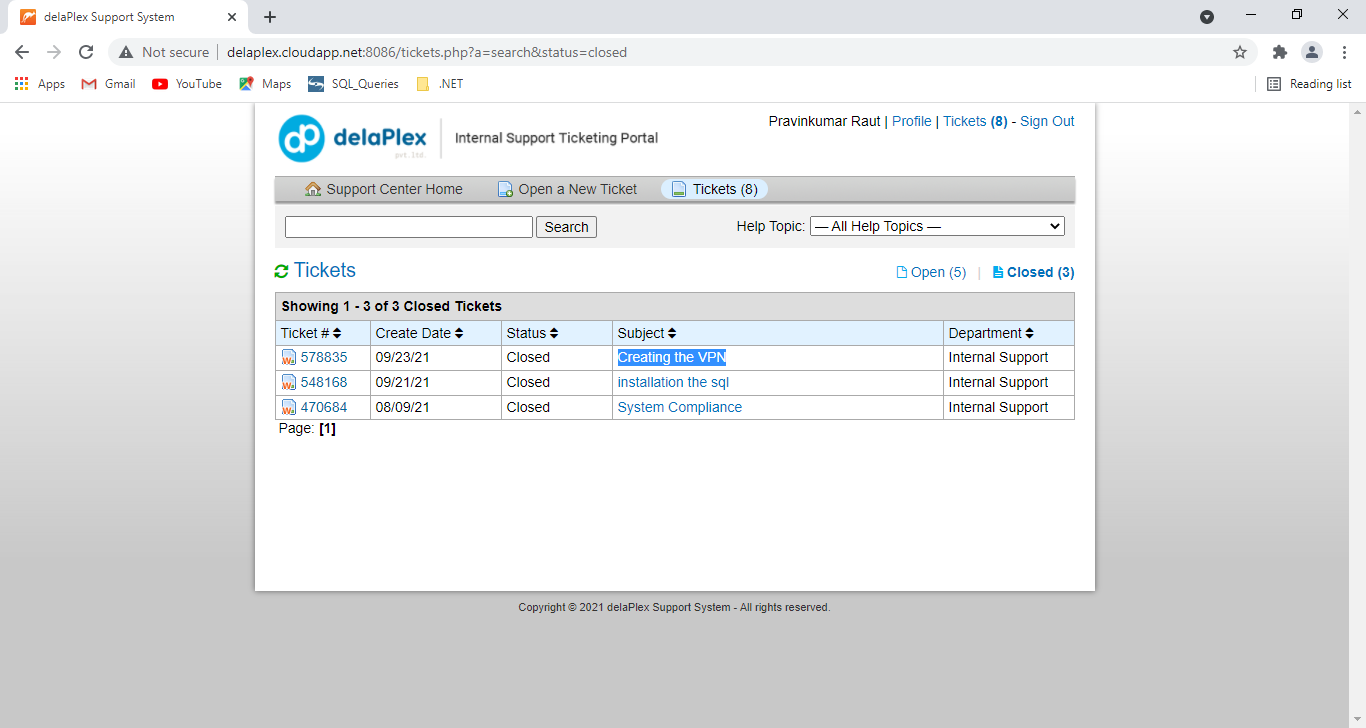 delaPlex Support System
Not secure | delaplex.cloudapp.net:8086/tickets.php?a=search&status=closed
Apps Gmail YouTube Maps SQL_Queries .NET Reading list
delaPlex pvt.ltd. Internal Support Ticketing Portal
Pravinkumar Raut | Profile | Tickets (8) - Sign Out
Support Center Home Open a New Ticket Tickets (8)
Search Help Topic: — All Help Topics —
Tickets Open (5) | Closed (3)
Showing 1 - 3 of 3 Closed Tickets
Ticket # Create Date Status Subject Department
578835 09/23/21 Closed Creating the VPN Internal Support
548168 09/21/21 Closed installation the sql Internal Support
470684 08/09/21 Closed System Compliance Internal Support
Page: [1]
Copyright © 2021 delaPlex Support System - All rights reserved.